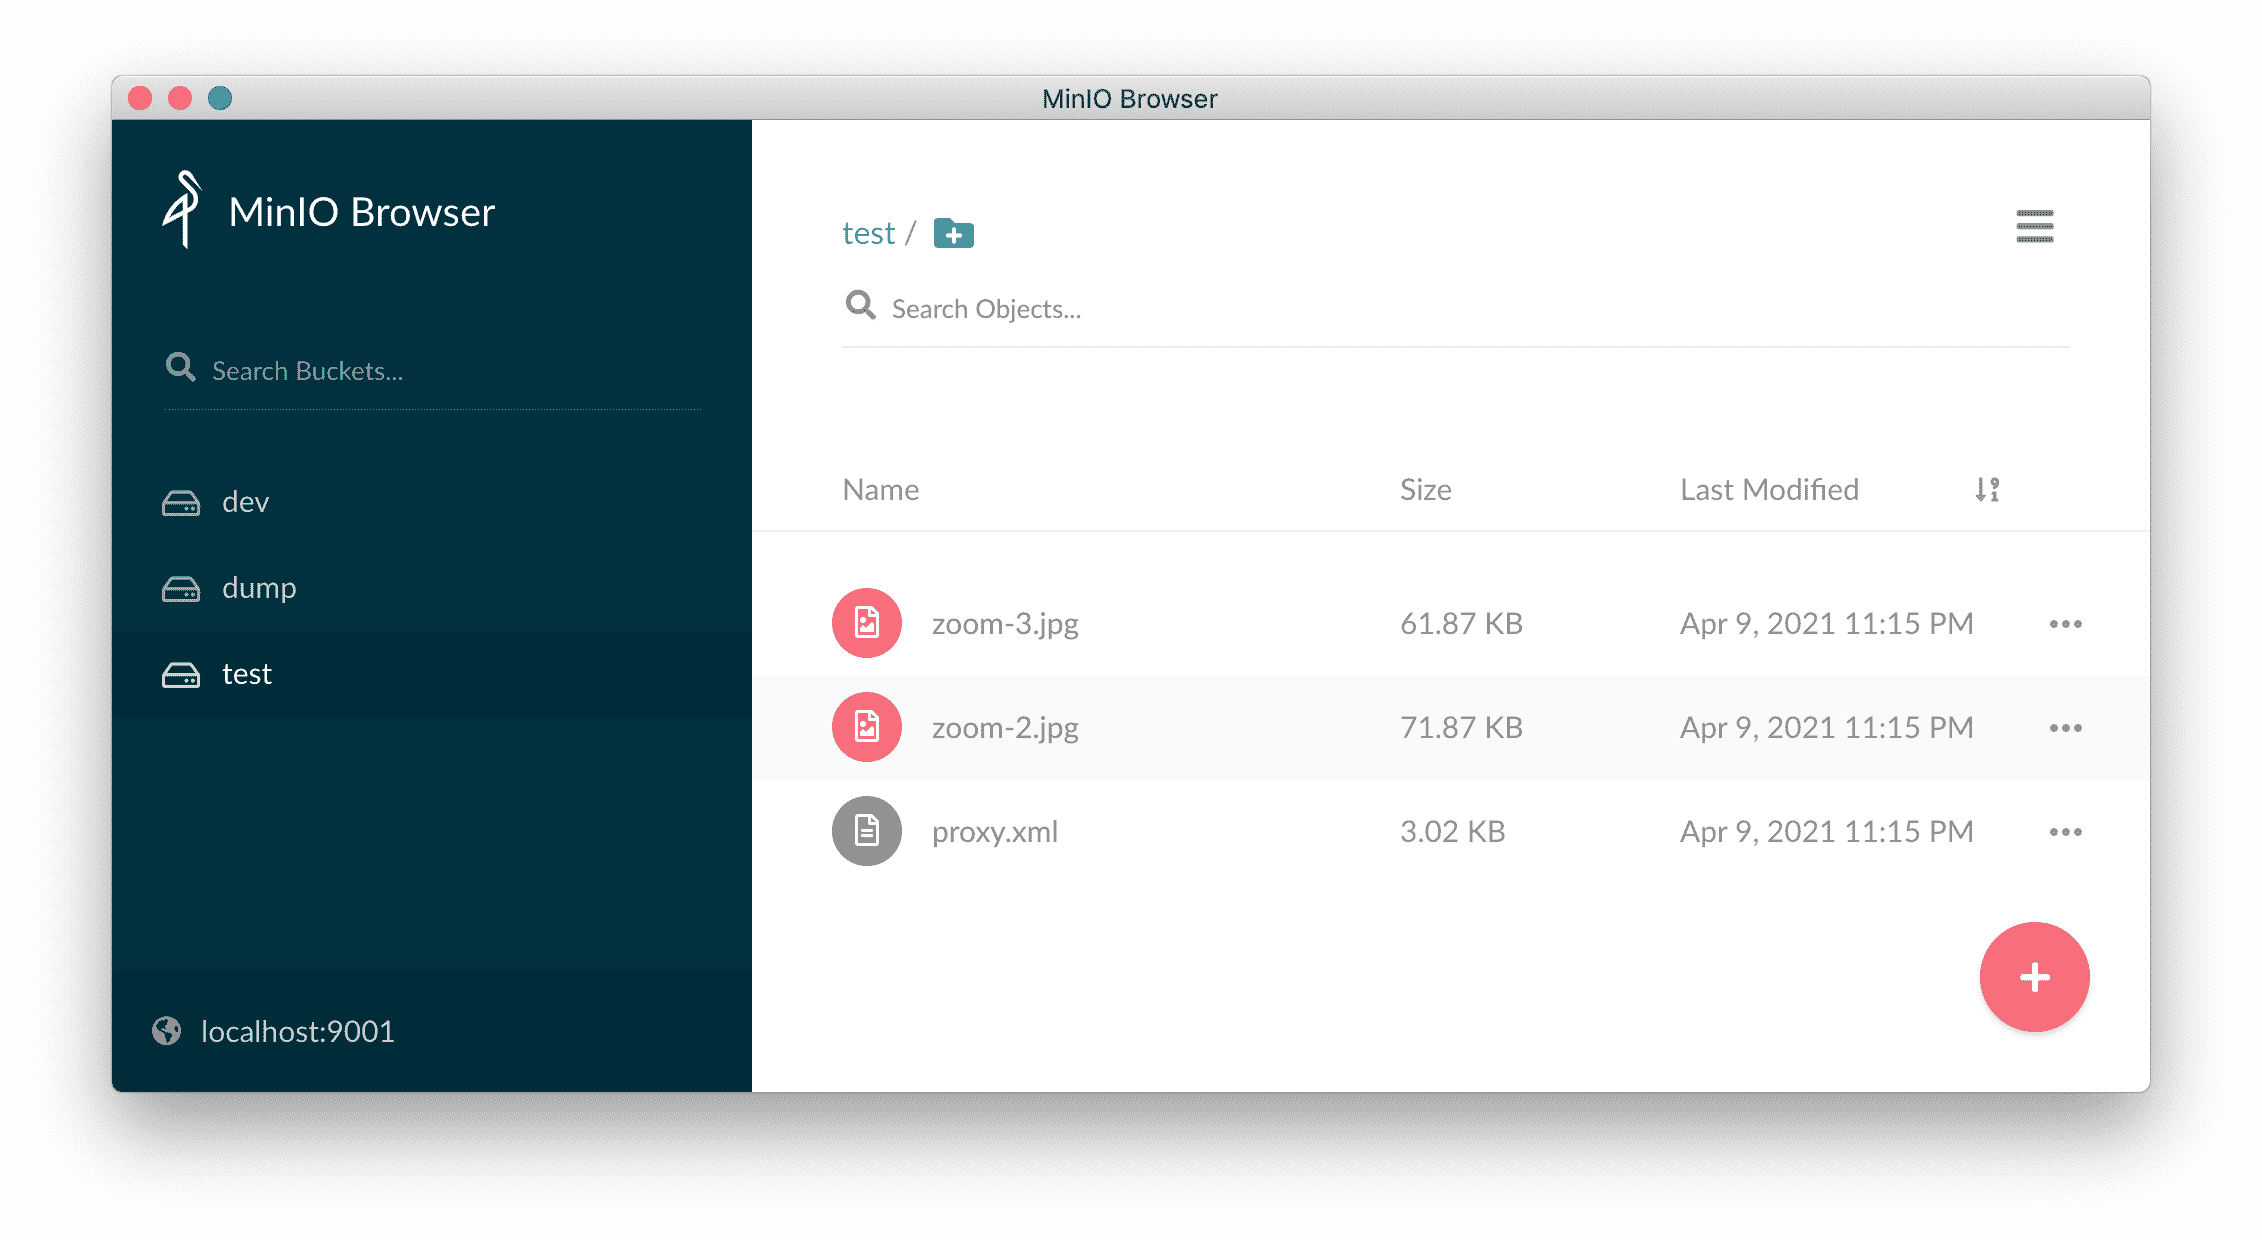 MinIO Browser
MinIO Browser
Search Buckets...
dev
dump
test
localhost:9001
test /
Search Objects...
Name Size Last Modified
zoom-3.jpg 61.87 KB Apr 9, 2021 11:15 PM
zoom-2.jpg 71.87 KB Apr 9, 2021 11:15 PM
proxy.xml 3.02 KB Apr 9, 2021 11:15 PM